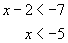 x − 2 < −7
x < −5